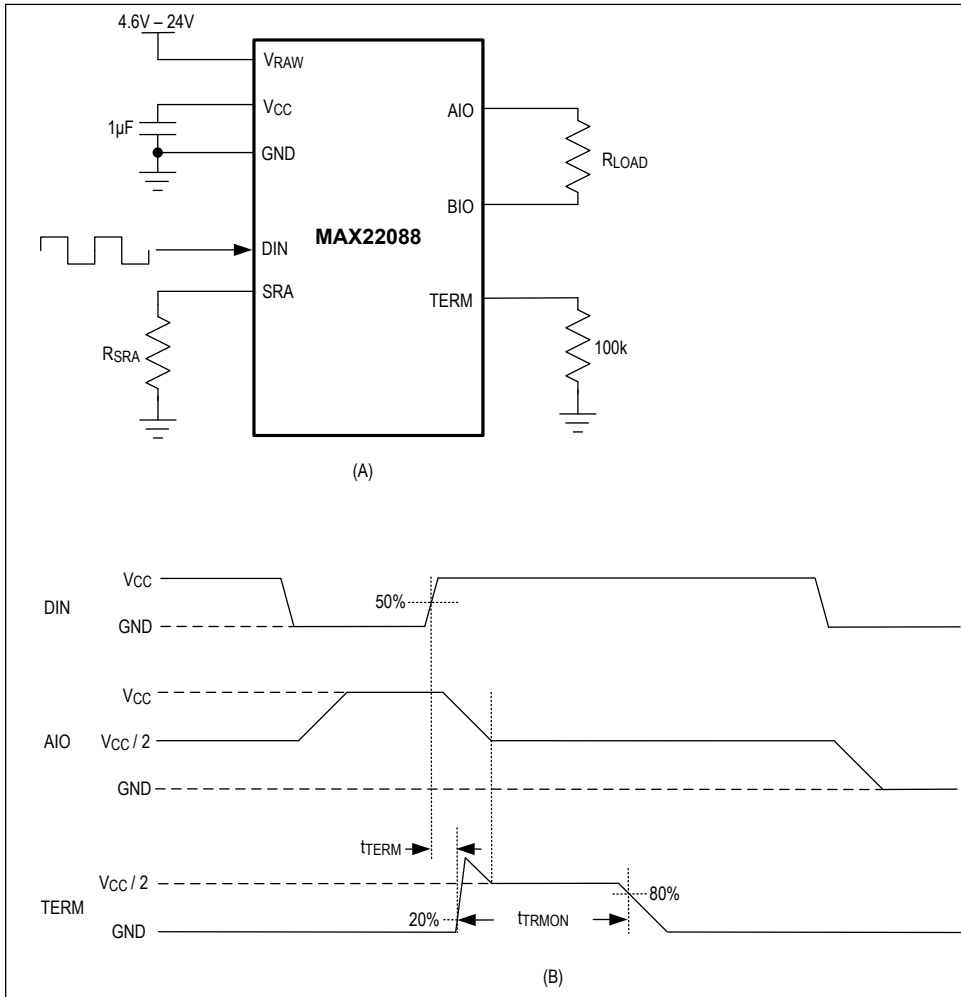 4.6V – 24V
VRAW
VCC
1µF
GND
AIO
RLOAD
BIO
MAX22088
DIN
SRA
TERM
RSRA
100k
(A)
VCC
DIN
50%
GND
VCC
AIO
VCC / 2
GND
tTERM
VCC / 2
80%
TERM
20%
tTRMON
GND
(B)